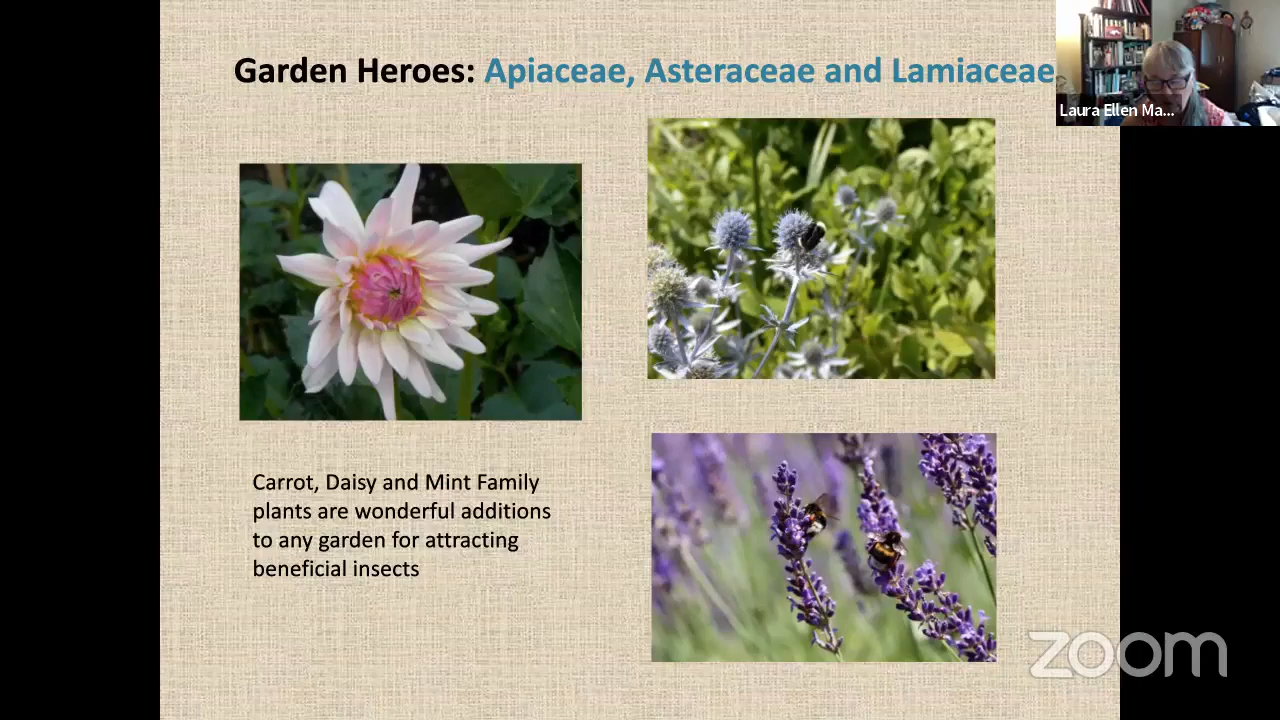 Garden Heroes: Apiaceae, Asteraceae and Lamiaceae
Laura Ellen Ma...
Carrot, Daisy and Mint Family
plants are wonderful additions
to any garden for attracting
beneficial insects
zoom